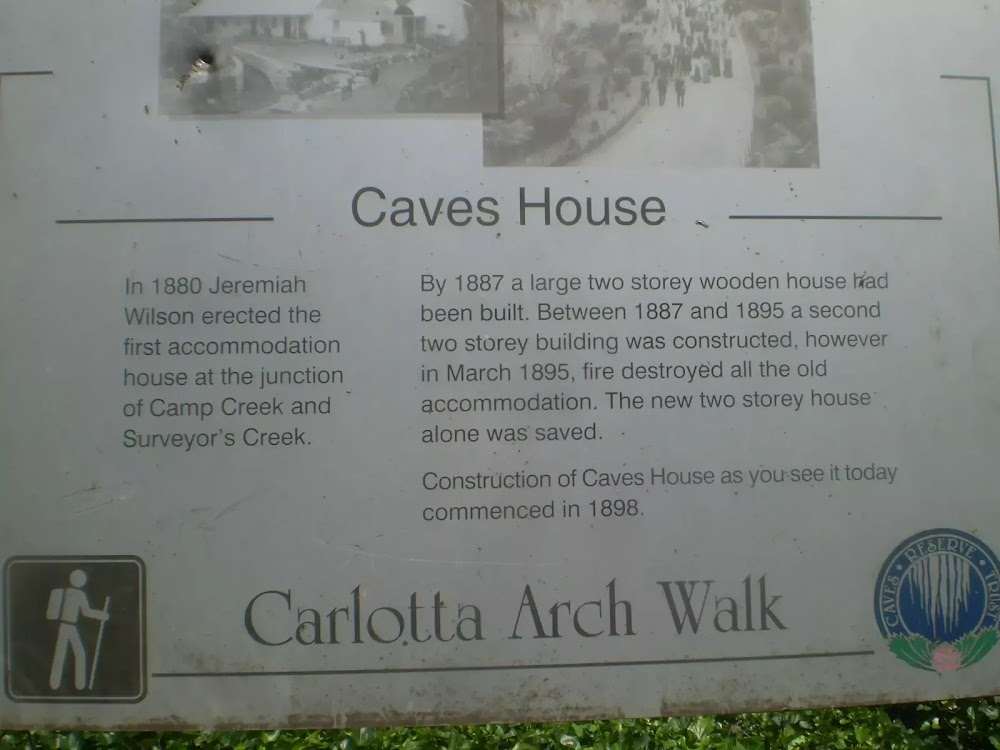 Caves House
In 1880 Jeremiah
Wilson erected the
first accommodation
house at the junction
of Camp Creek and
Surveyor's Creek.
By 1887 a large two storey wooden house had
been built. Between 1887 and 1895 a second
two storey building was constructed, however
in March 1895, fire destroyed all the old
accommodation. The new two storey house
alone was saved.
Construction of Caves House as you see it today
commenced in 1898.
Carlotta Arch Walk
CAVES • RESERVE • TRUST